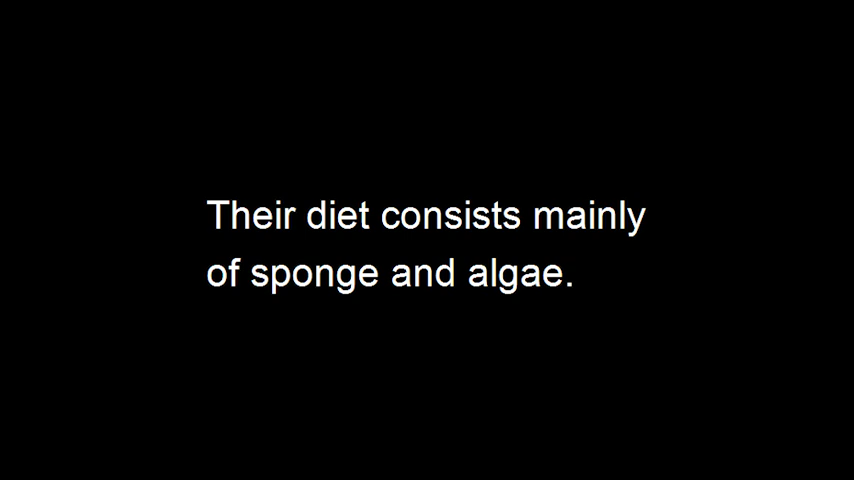 Their diet consists mainly
of sponge and algae.